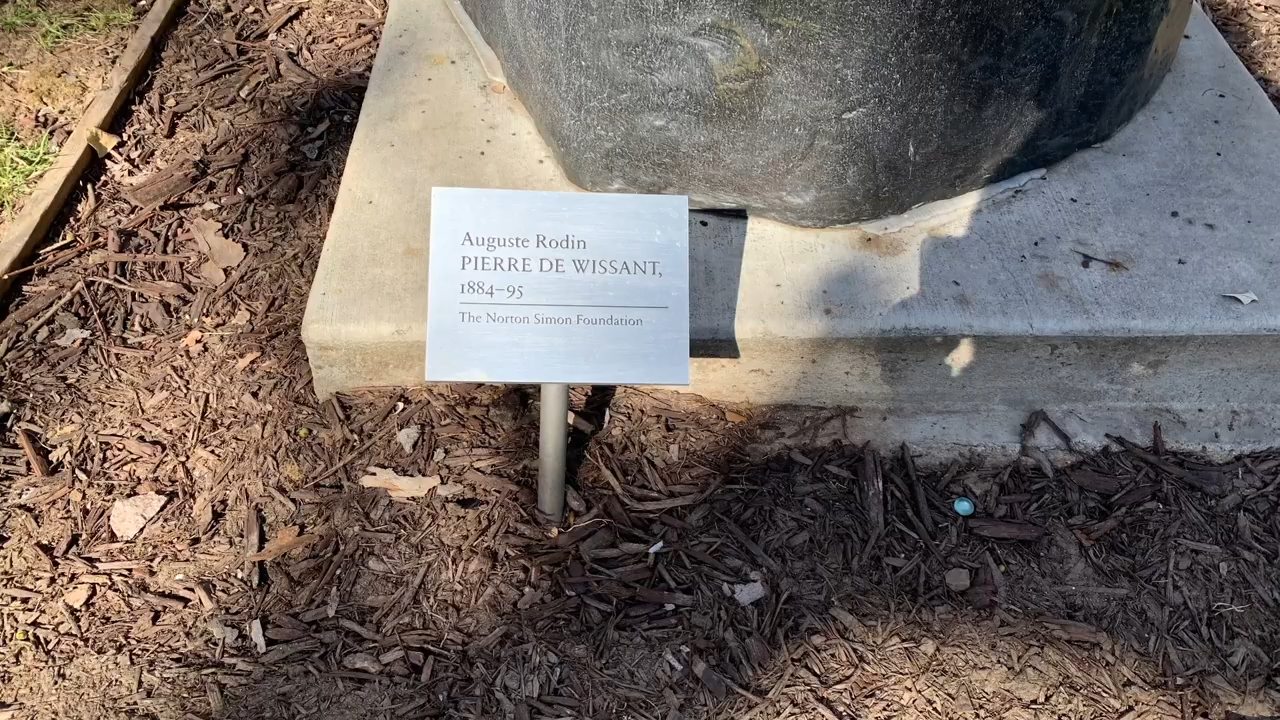 Auguste Rodin
PIERRE DE WISSANT,
1884–95
The Norton Simon Foundation